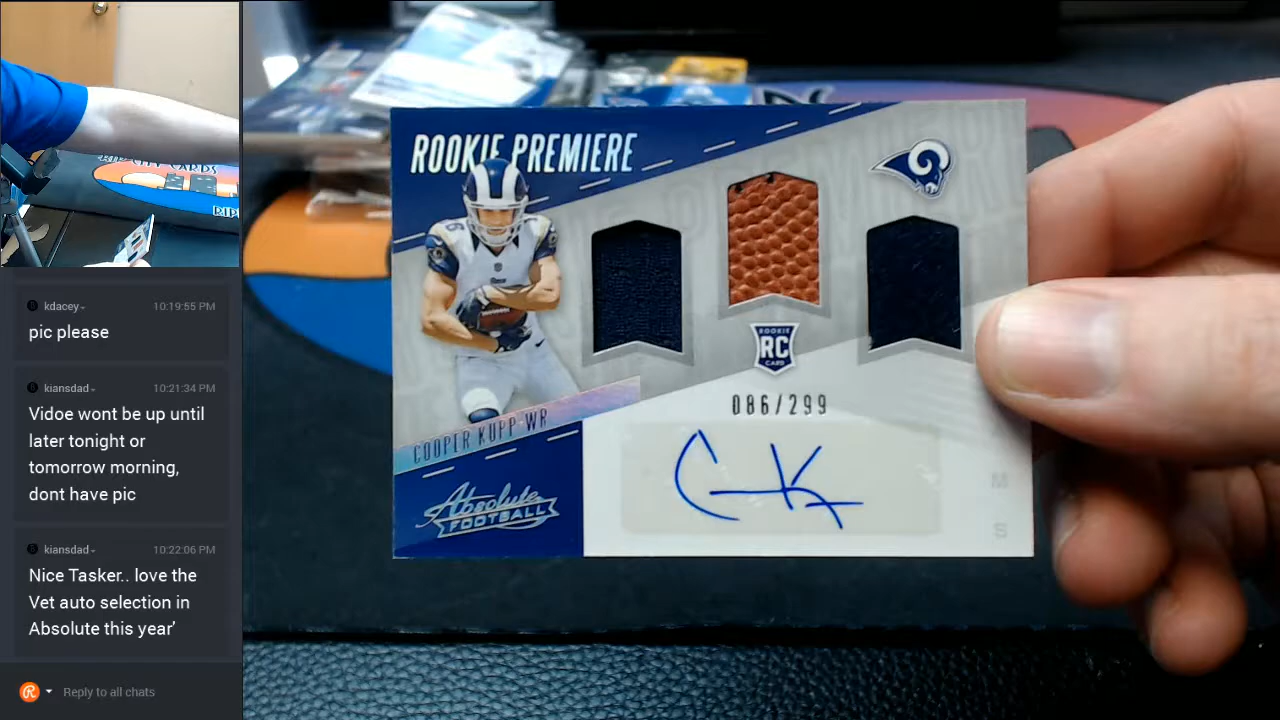 kdacey
10:19:55 PM
pic please
kiansdad
10:21:34 PM
Vidoe wont be up until
later tonight or
tomorrow morning,
dont have pic
kiansdad
10:22:06 PM
Nice Tasker.. love the
Vet auto selection in
Absolute this year'
Reply to all chats
ROOKIE PREMIERE
ROOKIE
RC
CARD
086/299
COOPER KUPP-WR
Absolute
FOOTBALL